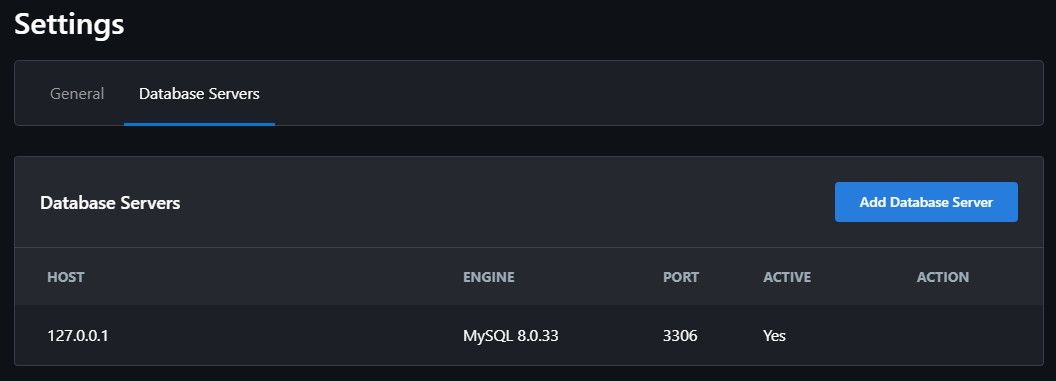 Settings
General Database Servers
Database Servers Add Database Server
HOST ENGINE PORT ACTIVE ACTION
127.0.0.1 MySQL 8.0.33 3306 Yes